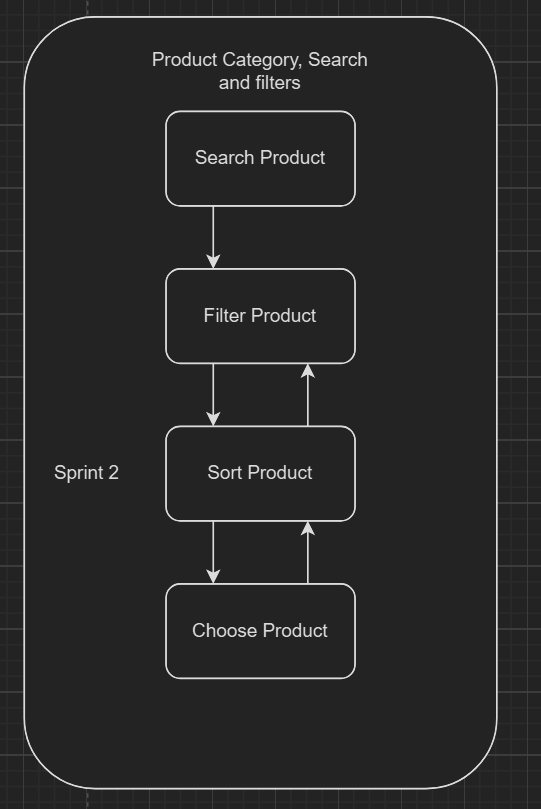 Product Category, Search
and filters
Search Product
Filter Product
Sprint 2
Sort Product
Choose Product